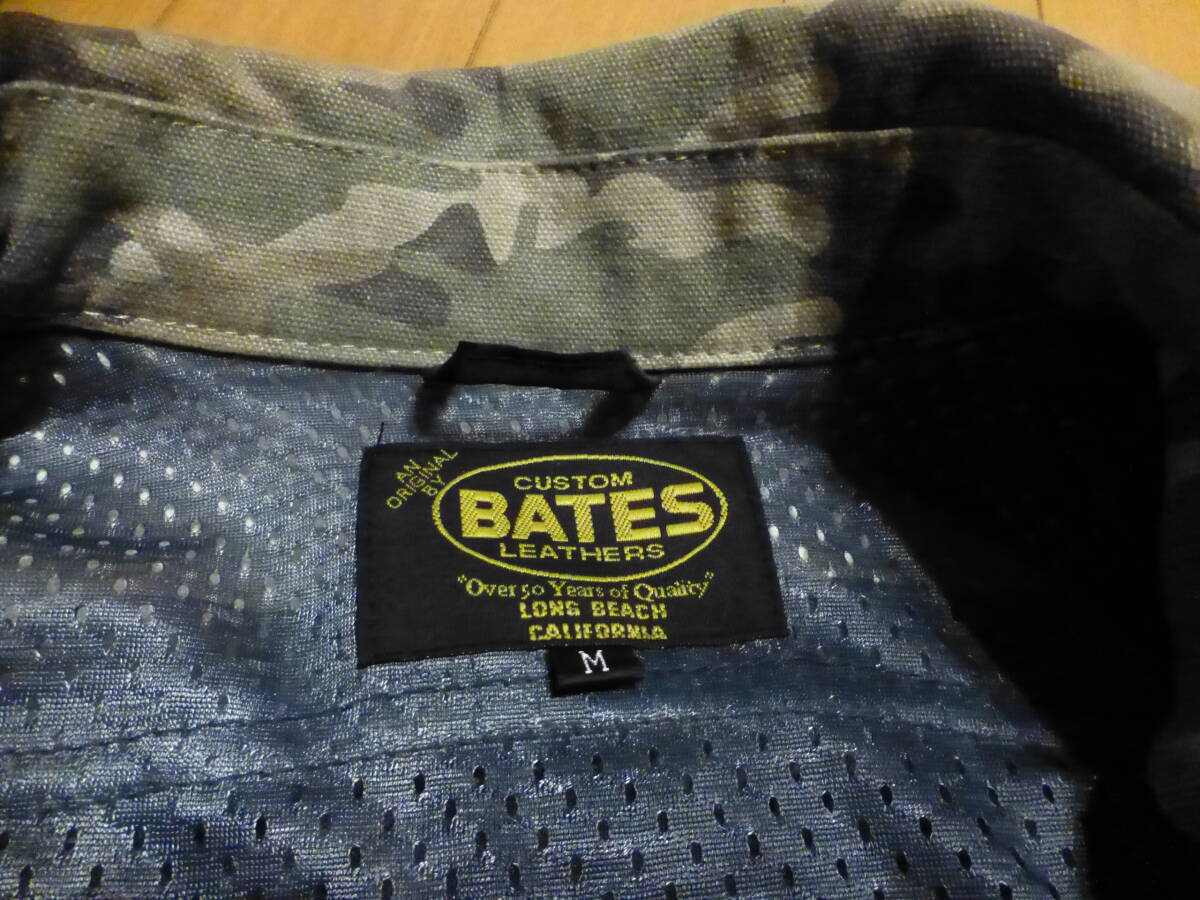 AN
ORIGINAL
BY
CUSTOM
BATES
LEATHERS
"Over 50 Years of Quality"
LONG BEACH
CALIFORNIA
M